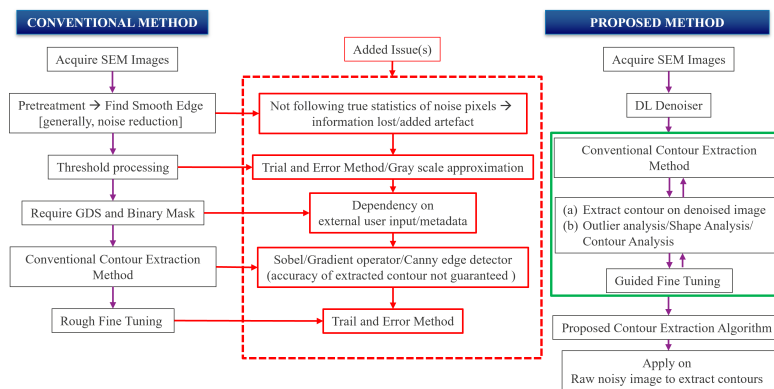 CONVENTIONAL METHOD
Acquire SEM Images
Pretreatment → Find Smooth Edge
[generally, noise reduction]
Threshold processing
Require GDS and Binary Mask
Conventional Contour Extraction
Method
Rough Fine Tuning
Added Issue(s)
Not following true statistics of noise pixels →
information lost/added artefact
Trial and Error Method/Gray scale approximation
Dependency on
external user input/metadata
Sobel/Gradient operator/Canny edge detector
(accuracy of extracted contour not guaranteed )
Trail and Error Method
PROPOSED METHOD
Acquire SEM Images
DL Denoiser
Conventional Contour Extraction
Method
(a) Extract contour on denoised image
(b) Outlier analysis/Shape Analysis/
Contour Analysis
Guided Fine Tuning
Proposed Contour Extraction Algorithm
Apply on
Raw noisy image to extract contours